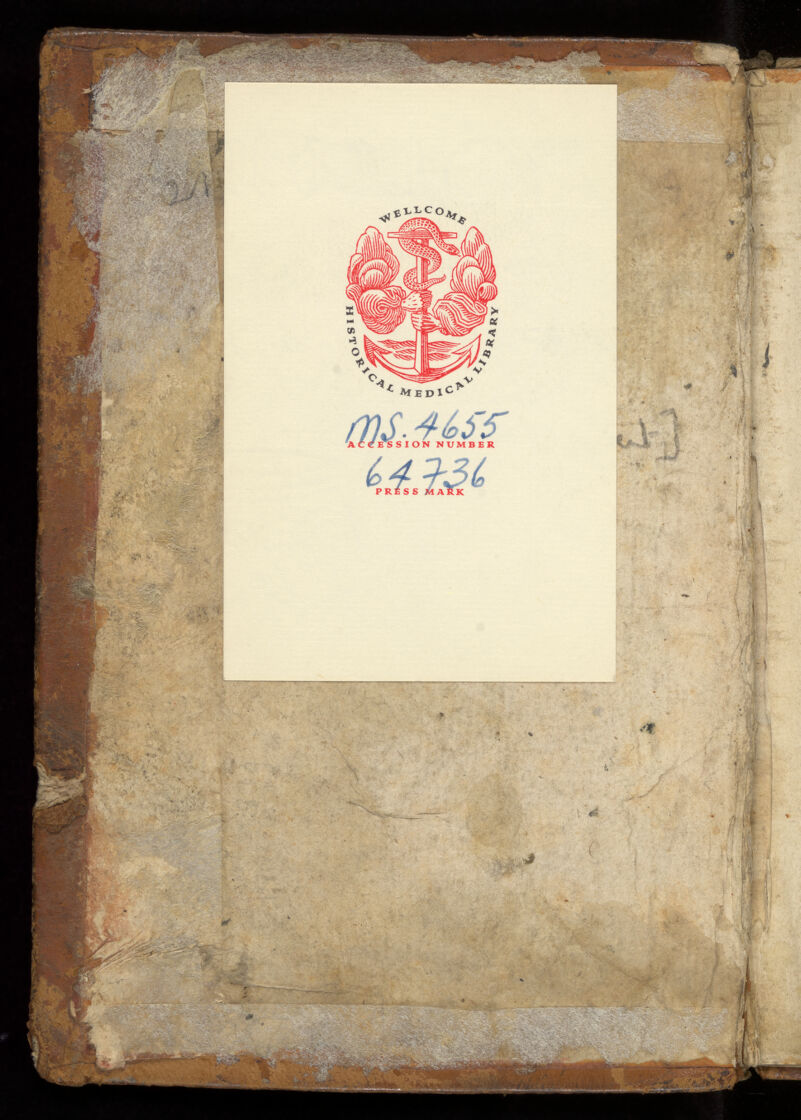 WELLCOME
HISTORICAL MEDICAL LIBRARY
MS. 4655
ACCESSION NUMBER
64736
PRESS MARK